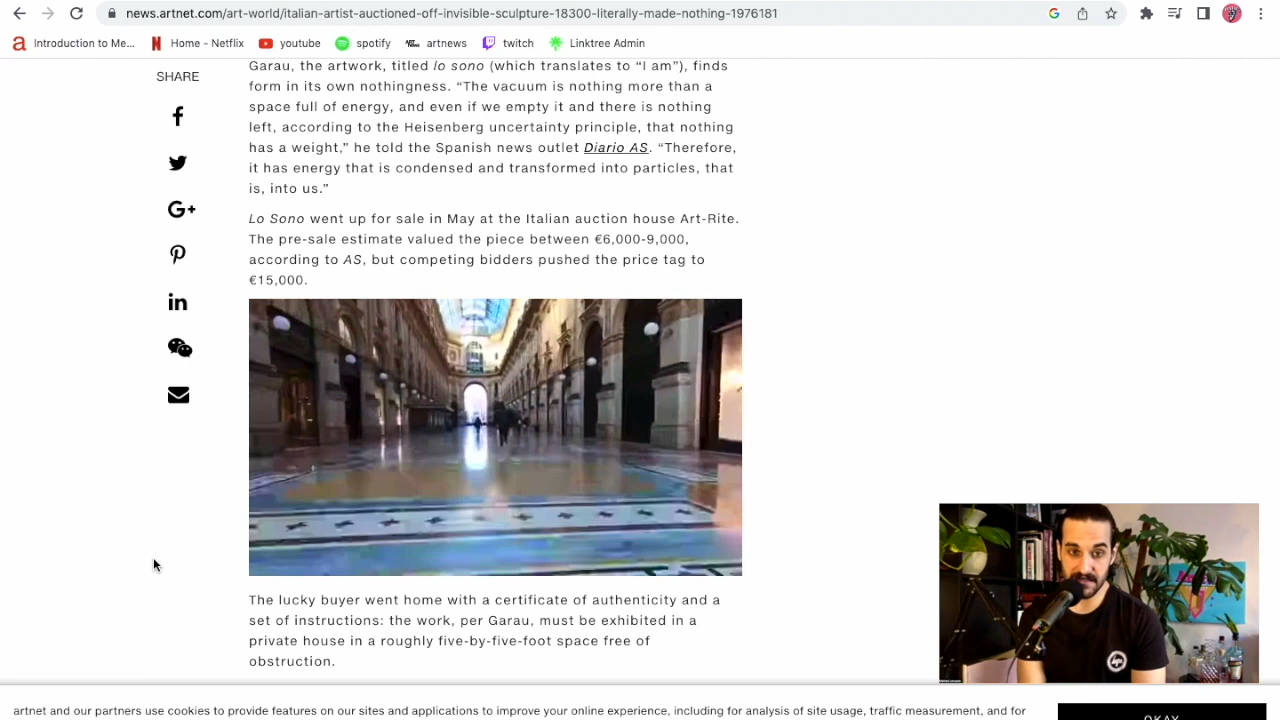 news.artnet.com/art-world/italian-artist-auctioned-off-invisible-sculpture-18300-literally-made-nothing-1976181
Introduction to Me...
Home - Netflix
youtube
spotify
artnews
twitch
Linktree Admin
SHARE
Garau, the artwork, titled lo sono (which translates to “I am”), finds
form in its own nothingness. “The vacuum is nothing more than a
space full of energy, and even if we empty it and there is nothing
left, according to the Heisenberg uncertainty principle, that nothing
has a weight,” he told the Spanish news outlet Diario AS. “Therefore,
it has energy that is condensed and transformed into particles, that
is, into us.”
Lo Sono went up for sale in May at the Italian auction house Art-Rite.
The pre-sale estimate valued the piece between €6,000-9,000,
according to AS, but competing bidders pushed the price tag to
€15,000.
The lucky buyer went home with a certificate of authenticity and a
set of instructions: the work, per Garau, must be exhibited in a
private house in a roughly five-by-five-foot space free of
obstruction.
artnet and our partners use cookies to provide features on our sites and applications to improve your online experience, including for analysis of site usage, traffic measurement, and for
OKAY